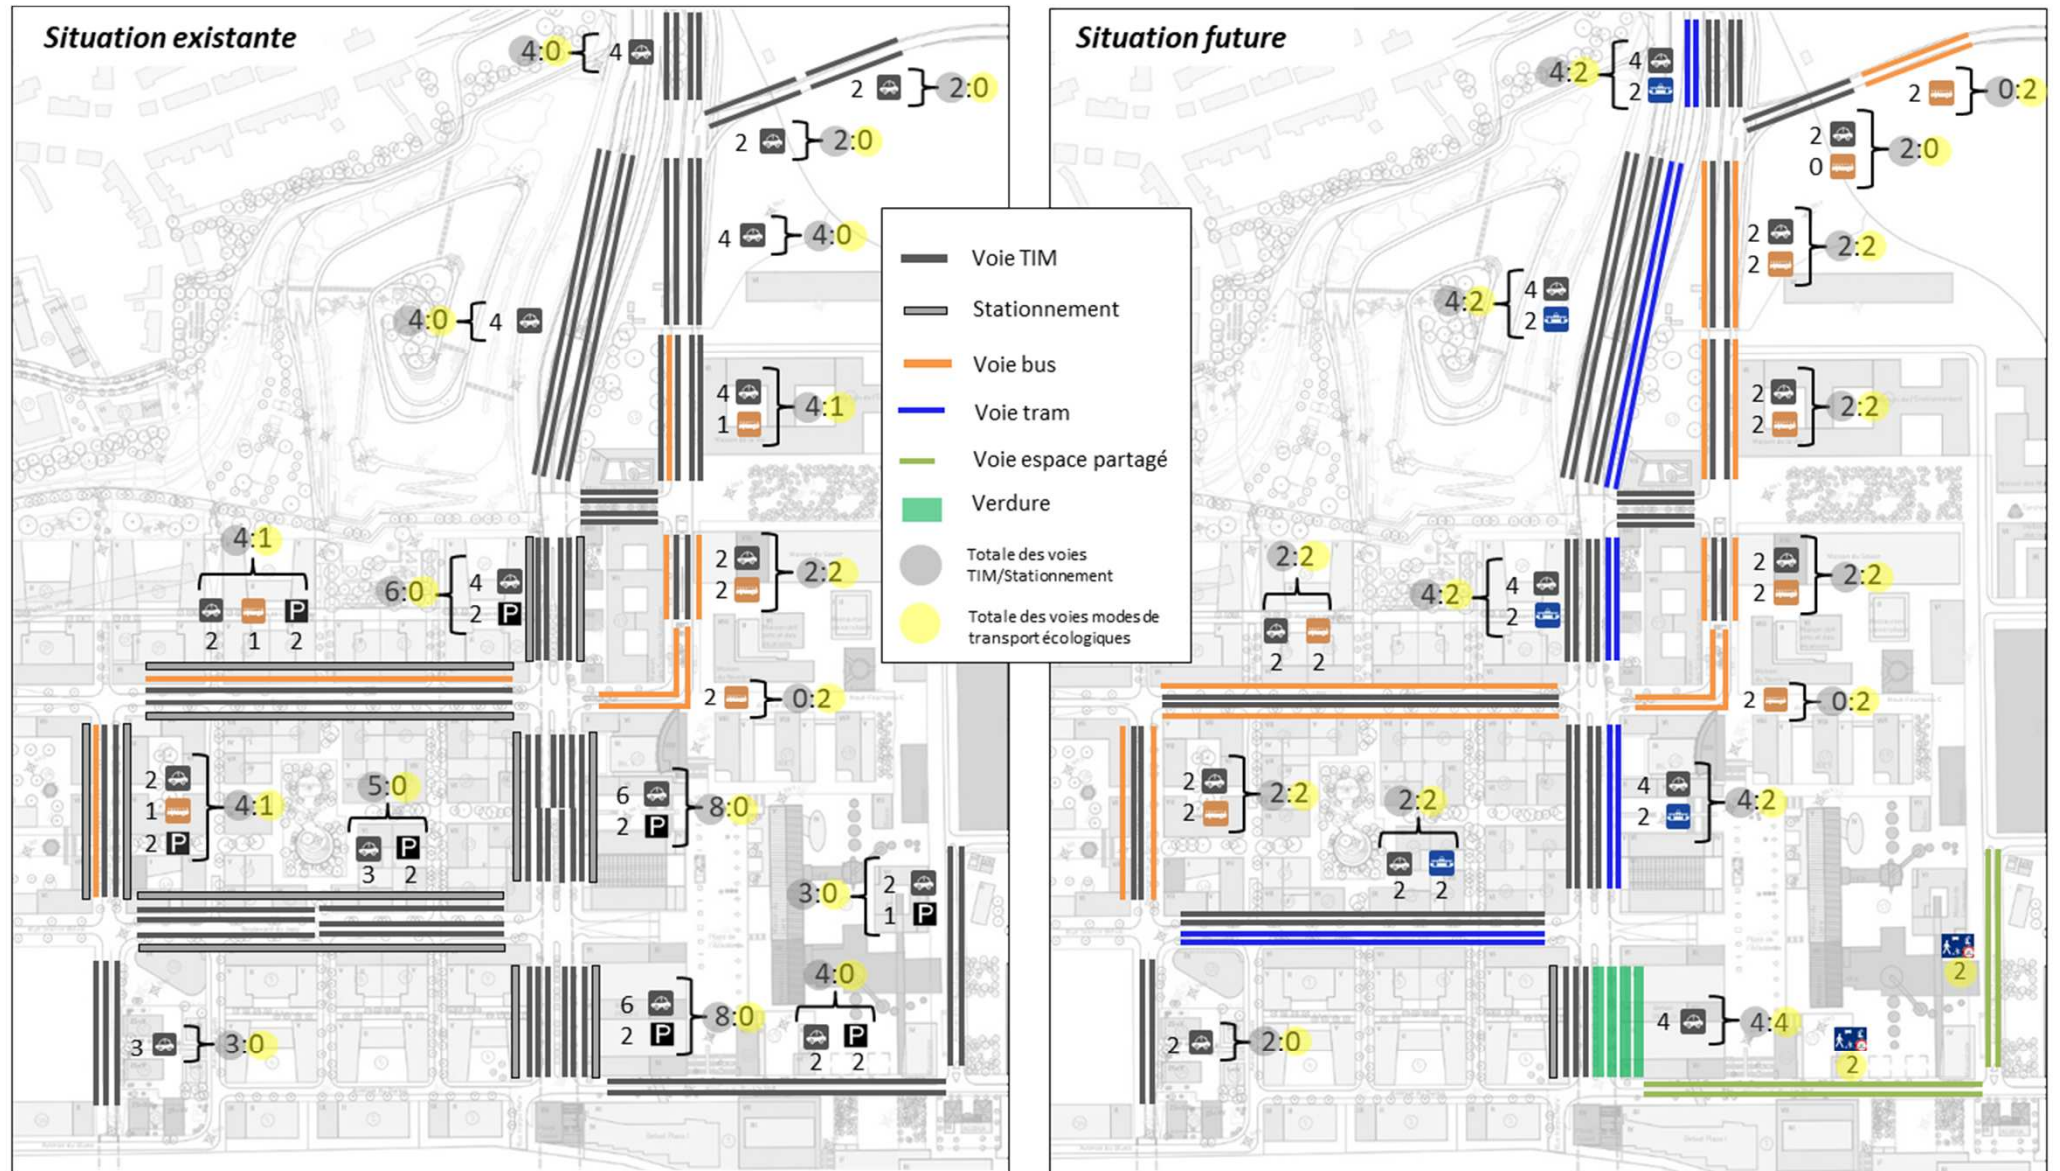 Situation existante
4:0 4
2 2:0
2 2:0
4 4:0
4:0 4
4
1 4:1
4:1
2 1 2
6:0 4
2 P
2
2 2:2
2 0:2
P
2
1
2 P 4:1
5:0
P
3 2
6
2 P 8:0
3:0 2
1 P
6
2 P 8:0
4:0
P
2 2
3 3:0
Voie TIM
Stationnement
Voie bus
Voie tram
Voie espace partagé
Verdure
Totale des voies
TIM/Stationnement
Totale des voies modes de
transport écologiques
Situation future
4:2 4
2
2 0:2
2
0 2:0
2
2 2:2
4:2 4
2
2
2 2:2
2:2
2 2
4:2 4
2
2
2 2:2
2 0:2
2
2 2:2
2:2
2 2
4
2 4:2
2
4 4:4
2
2 2:0